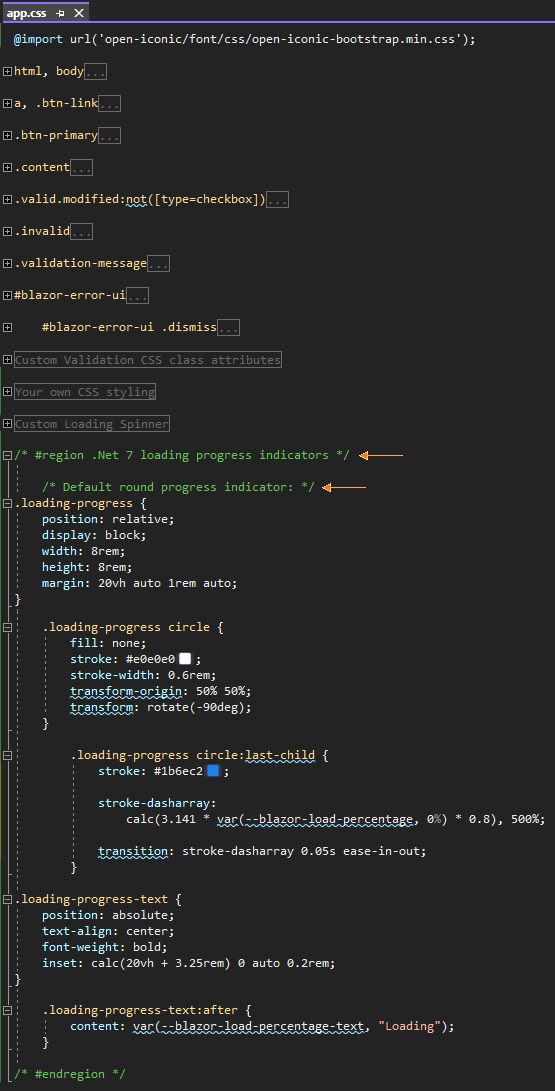 app.css
@import url('open-iconic/font/css/open-iconic-bootstrap.min.css');
html, body...
a, .btn-link...
.btn-primary...
.content...
.valid.modified:not([type=checkbox])...
.invalid...
.validation-message...
#blazor-error-ui...
#blazor-error-ui .dismiss...
Custom Validation CSS class attributes
Your own CSS styling
Custom Loading Spinner
/* #region .Net 7 loading progress indicators */
/* Default round progress indicator: */
.loading-progress {
position: relative;
display: block;
width: 8rem;
height: 8rem;
margin: 20vh auto 1rem auto;
}
.loading-progress circle {
fill: none;
stroke: #e0e0e0 ;
stroke-width: 0.6rem;
transform-origin: 50% 50%;
transform: rotate(-90deg);
}
.loading-progress circle:last-child {
stroke: #1b6ec2 ;
stroke-dasharray:
calc(3.141 * var(--blazor-load-percentage, 0%) * 0.8), 500%;
transition: stroke-dasharray 0.05s ease-in-out;
}
.loading-progress-text {
position: absolute;
text-align: center;
font-weight: bold;
inset: calc(20vh + 3.25rem) 0 auto 0.2rem;
}
.loading-progress-text:after {
content: var(--blazor-load-percentage-text, "Loading");
}
/* #endregion */